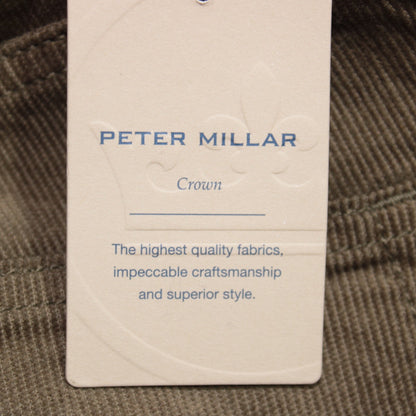 PETER MILLAR
Crown
The highest quality fabrics,
impeccable craftsmanship
and superior style.